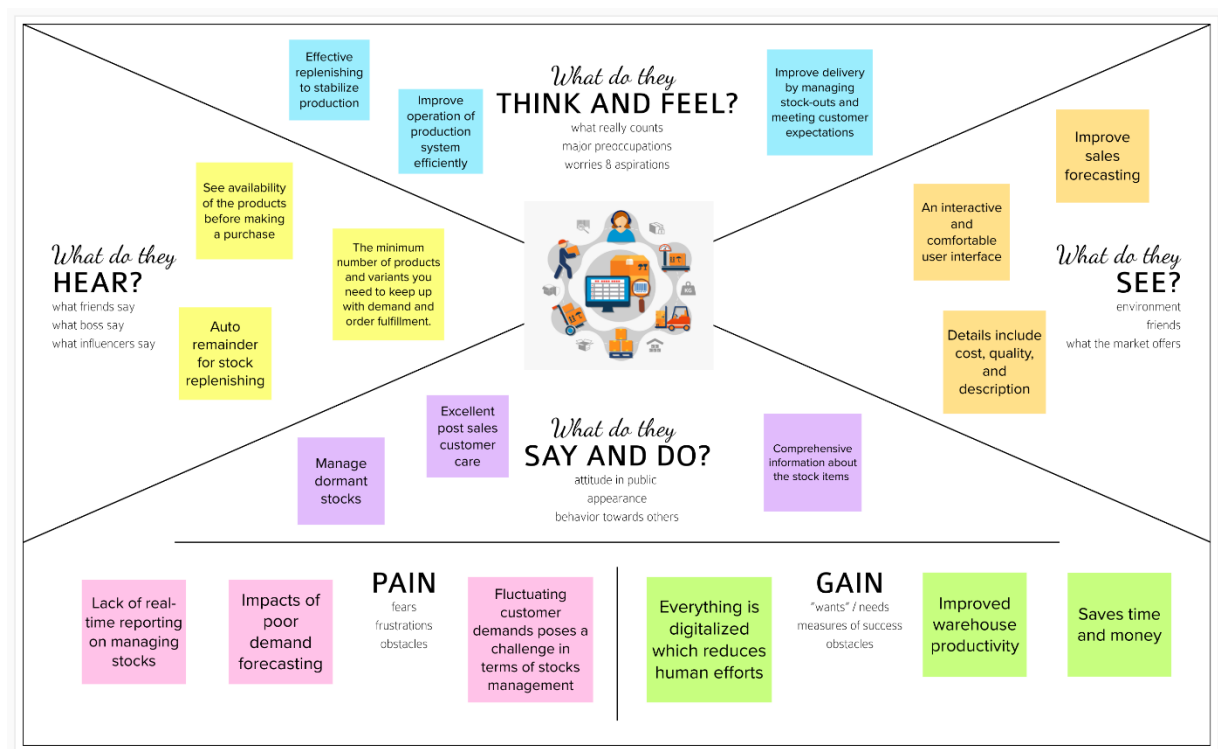 What do they
THINK AND FEEL?
what really counts
major preoccupations
worries & aspirations
Effective
replenishing
to stabilize
production
Improve
operation of
production
system
efficiently
Improve delivery
by managing
stock-outs and
meeting customer
expectations
What do they
HEAR?
what friends say
what boss say
what influencers say
See availability
of the products
before making
a purchase
The minimum
number of products
and variants you
need to keep up
with demand and
order fulfillment.
Auto
remainder
for stock
replenishing
What do they
SEE?
environment
friends
what the market offers
Improve
sales
forecasting
An interactive
and
comfortable
user interface
Details include
cost, quality,
and
description
What do they
SAY AND DO?
attitude in public
appearance
behavior towards others
Manage
dormant
stocks
Excellent
post sales
customer
care
Comprehensive
information about
the stock items
PAIN
fears
frustrations
obstacles
Lack of real-
time reporting
on managing
stocks
Impacts of
poor
demand
forecasting
Fluctuating
customer
demands poses a
challenge in
terms of stocks
management
GAIN
"wants" / needs
measures of success
obstacles
Everything is
digitalized
which reduces
human efforts
Improved
warehouse
productivity
Saves time
and money